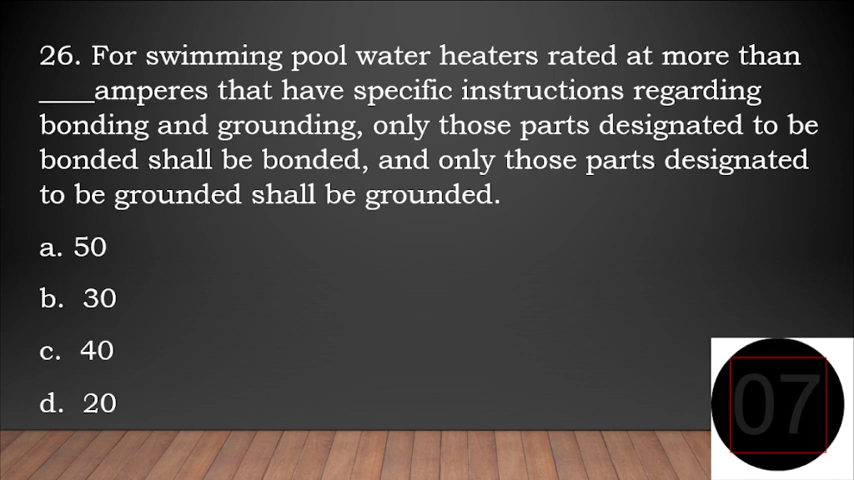 26. For swimming pool water heaters rated at more than
____amperes that have specific instructions regarding
bonding and grounding, only those parts designated to be
bonded shall be bonded, and only those parts designated
to be grounded shall be grounded.
a. 50
b. 30
c. 40
d. 20
07